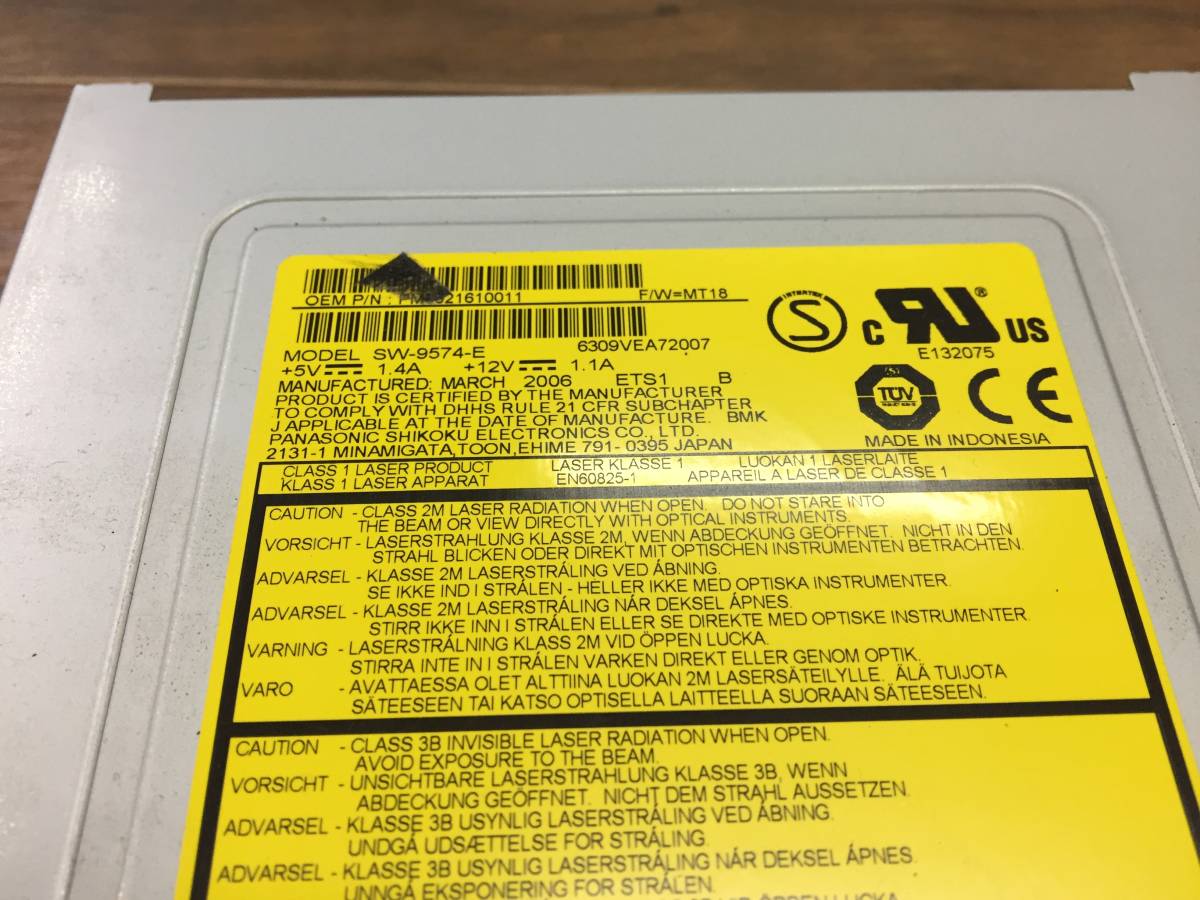 OEM P/N : PM 21610011 F/W=MT18
MODEL SW-9574-E 6309VEA72007
+5V 1.4A +12V 1.1A
MANUFACTURED: MARCH 2006 ETS1 B
PRODUCT IS CERTIFIED BY THE MANUFACTURER
TO COMPLY WITH DHHS RULE 21 CFR SUBCHAPTER
J APPLICABLE AT THE DATE OF MANUFACTURE. BMK
PANASONIC SHIKOKU ELECTRONICS CO., LTD.
2131-1 MINAMIGATA,TOON,EHIME 791- 0395 JAPAN
INTERTEK
S
C RU® US
E132075
TÜV
CE
MADE IN INDONESIA
CLASS 1 LASER PRODUCT LASER KLASSE 1 LUOKAN 1 LASERLAITE
KLASS 1 LASER APPARAT EN60825-1 APPAREIL A LASER DE CLASSE 1
CAUTION - CLASS 2M LASER RADIATION WHEN OPEN. DO NOT STARE INTO
THE BEAM OR VIEW DIRECTLY WITH OPTICAL INSTRUMENTS.
VORSICHT - LASERSTRAHLUNG KLASSE 2M, WENN ABDECKUNG GEÖFFNET. NICHT IN DEN
STRAHL BLICKEN ODER DIREKT MIT OPTISCHEN INSTRUMENTEN BETRACHTEN.
ADVARSEL - KLASSE 2M LASERSTRÅLING VED ÅBNING.
SE IKKE IND I STRÅLEN - HELLER IKKE MED OPTISKA INSTRUMENTER.
ADVARSEL - KLASSE 2M LASERSTRÅLING NÅR DEKSEL ÅPNES.
STIRR IKKE INN I STRÅLEN ELLER SE DIREKTE MED OPTISKE INSTRUMENTER.
VARNING - LASERSTRÅLNING KLASS 2M VID ÖPPEN LUCKA.
STIRRA INTE IN I STRÅLEN VARKEN DIREKT ELLER GENOM OPTIK.
VARO - AVATTAESSA OLET ALTTIINA LUOKAN 2M LASERSÄTEILYLLE. ÄLÄ TUIJOTA
SÄTEESEEN TAI KATSO OPTISELLA LAITTEELLA SUORAAN SÄTEESEEN.
CAUTION - CLASS 3B INVISIBLE LASER RADIATION WHEN OPEN.
AVOID EXPOSURE TO THE BEAM.
VORSICHT - UNSICHTBARE LASERSTRAHLUNG KLASSE 3B, WENN
ABDECKUNG GEÖFFNET. NICHT DEM STRAHL AUSSETZEN.
ADVARSEL - KLASSE 3B USYNLIG LASERSTRÅLING VED ÅBNING.
UNDGÅ UDSÆTTELSE FOR STRÅLING.
ADVARSEL - KLASSE 3B USYNLIG LASERSTRÅLING NÅR DEKSEL ÅPNES.
UNNGÅ EKSPONERING FOR STRÅLEN.
ÖPPEN LUCKA.